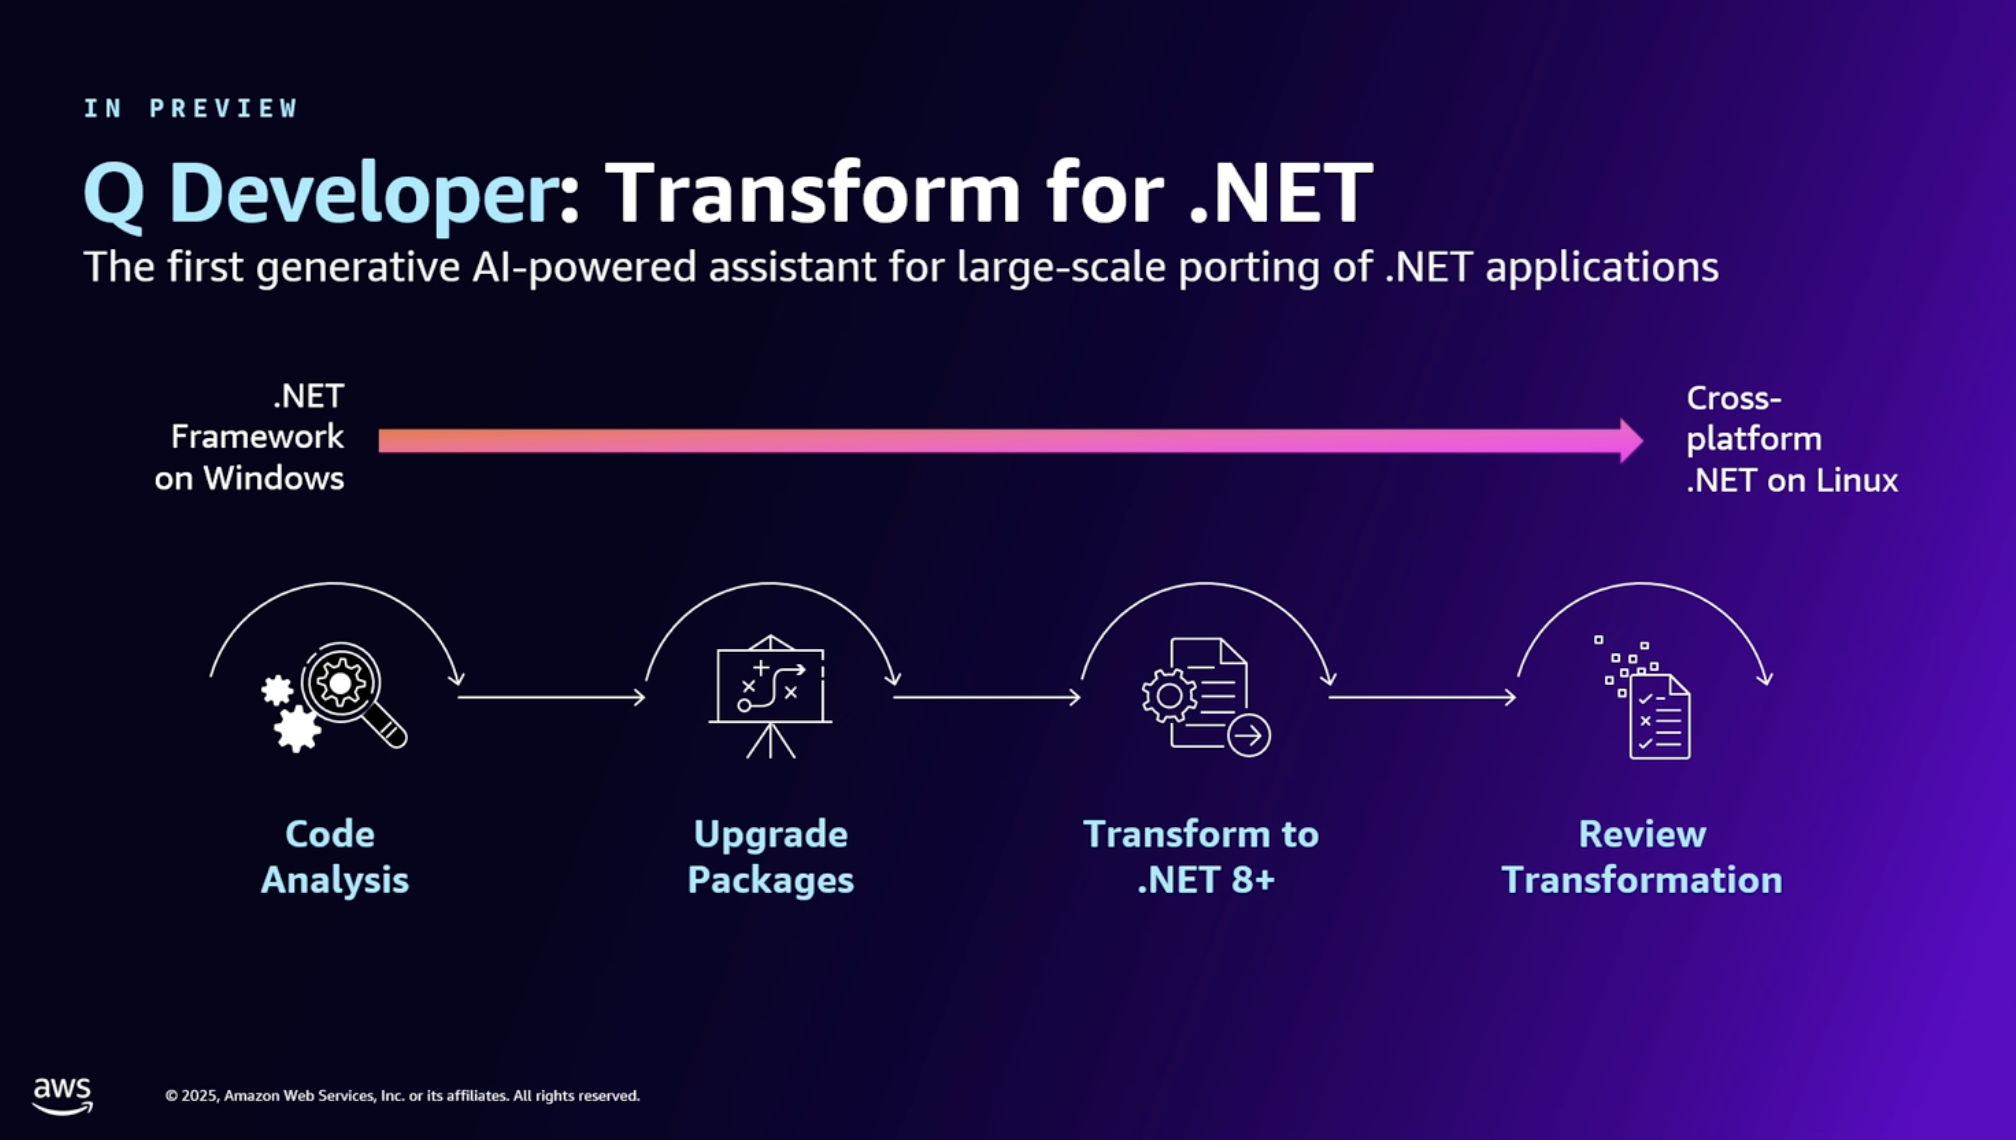 IN PREVIEW
Q Developer: Transform for .NET
The first generative AI-powered assistant for large-scale porting of .NET applications
.NET
Framework
on Windows
Cross-
platform
.NET on Linux
Code
Analysis
Upgrade
Packages
Transform to
.NET 8+
Review
Transformation
aws
© 2025, Amazon Web Services, Inc. or its affiliates. All rights reserved.